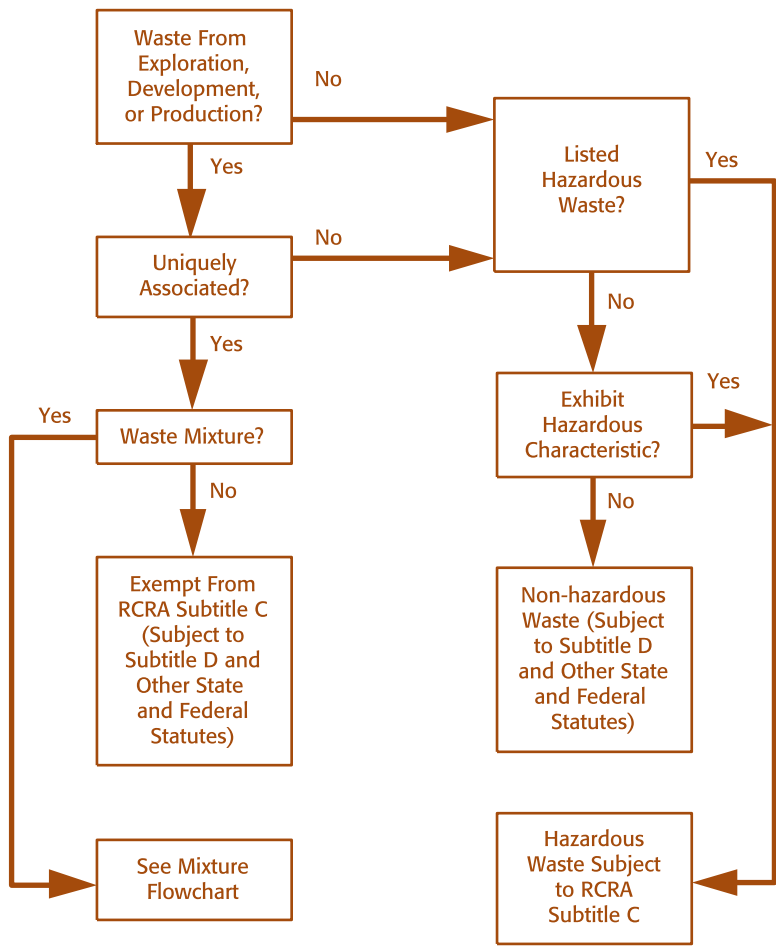 Waste From
Exploration,
Development,
or Production?
No
Yes
Listed
Hazardous
Waste?
Yes
Uniquely
Associated?
No
Yes
No
Exhibit
Hazardous
Characteristic?
Yes
Yes
Waste Mixture?
No
No
Exempt From
RCRA Subtitle C
(Subject to
Subtitle D and
Other State
and Federal
Statutes)
Non-hazardous
Waste (Subject
to Subtitle D
and Other State
and Federal
Statutes)
See Mixture
Flowchart
Hazardous
Waste Subject
to RCRA
Subtitle C